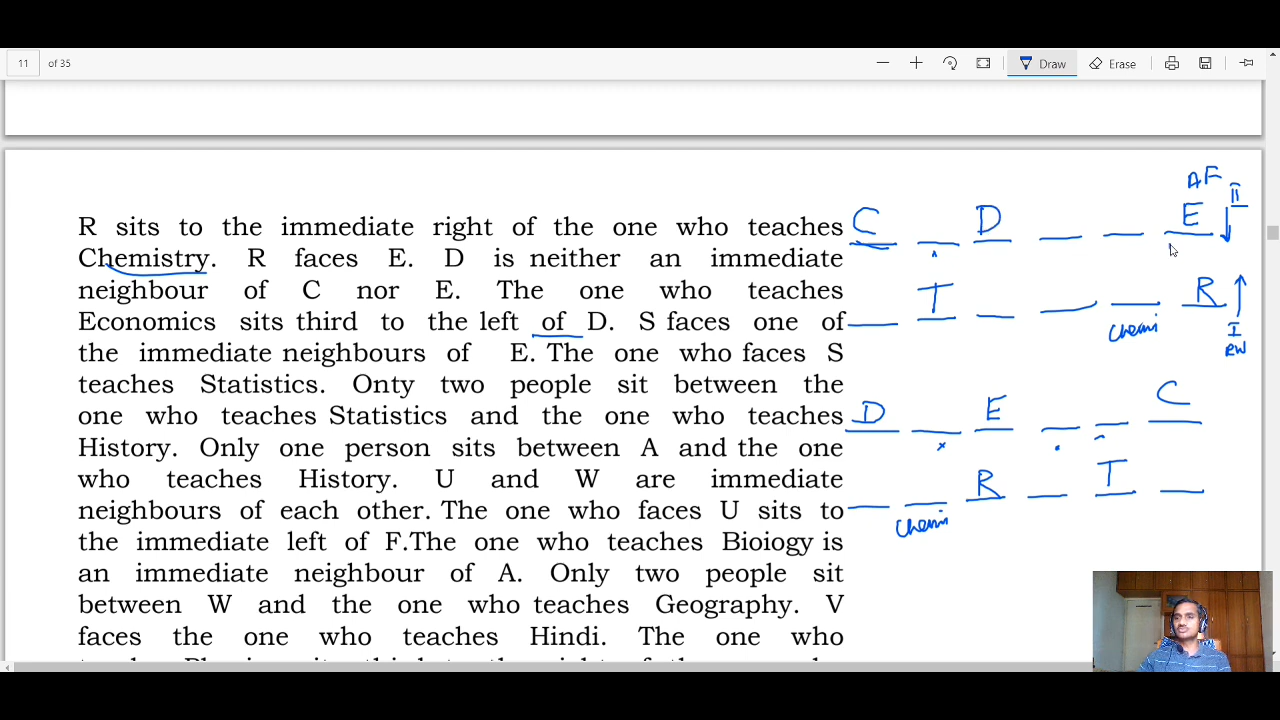 11 of 35
Draw
Erase
R sits to the immediate right of the one who teaches
Chemistry. R faces E. D is neither an immediate
neighbour of C nor E. The one who teaches
Economics sits third to the left of D. S faces one of
the immediate neighbours of E. The one who faces S
teaches Statistics. Onty two people sit between the
one who teaches Statistics and the one who teaches
History. Only one person sits between A and the one
who teaches History. U and W are immediate
neighbours of each other. The one who faces U sits to
the immediate left of F.The one who teaches Bioiogy is
an immediate neighbour of A. Only two people sit
between W and the one who teaches Geography. V
faces the one who teaches Hindi. The one who
AF
II
C D E
T R
chemi
I
RW
D E C
R T
chemi